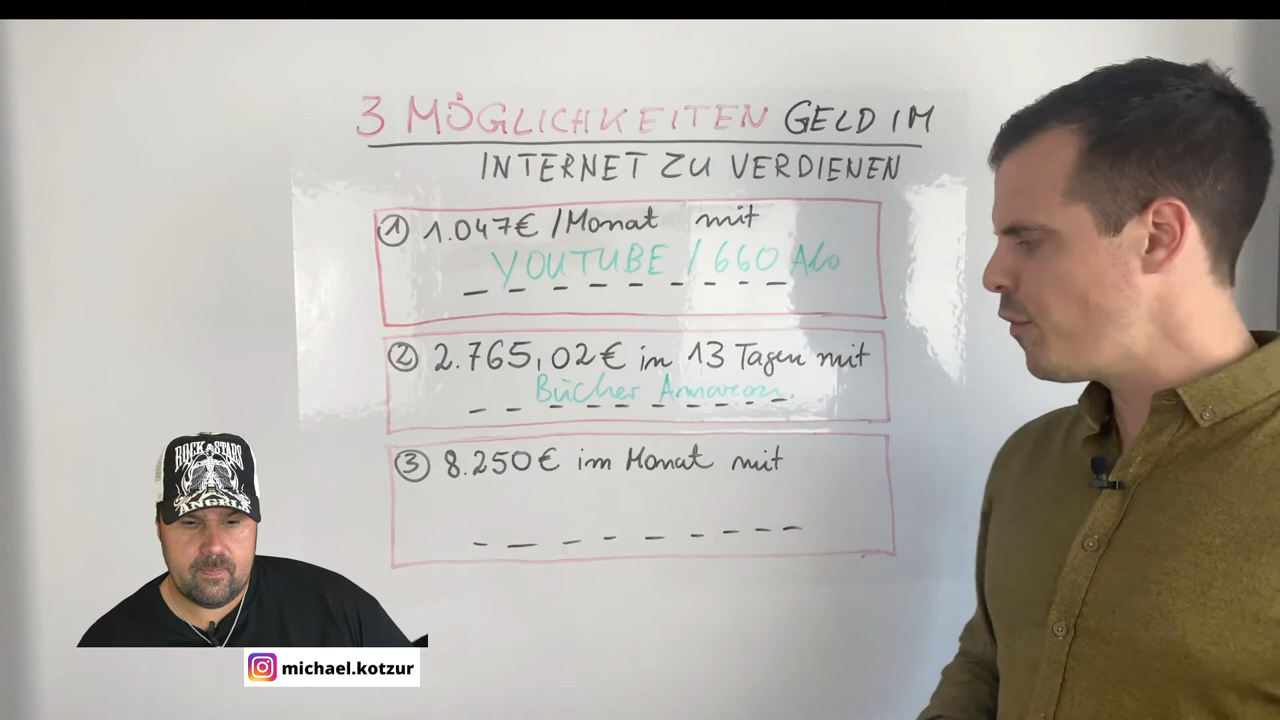 3 MÖGLICHKEITEN GELD IM
INTERNET ZU VERDIENEN
① 1.047€ /Monat mit
YOUTUBE / 660 Abo
② 2.765,02€ in 13 Tagen mit
Bücher Amazon.
③ 8.250€ im Monat mit
ROCK STARS
ANGELS
michael.kotzur